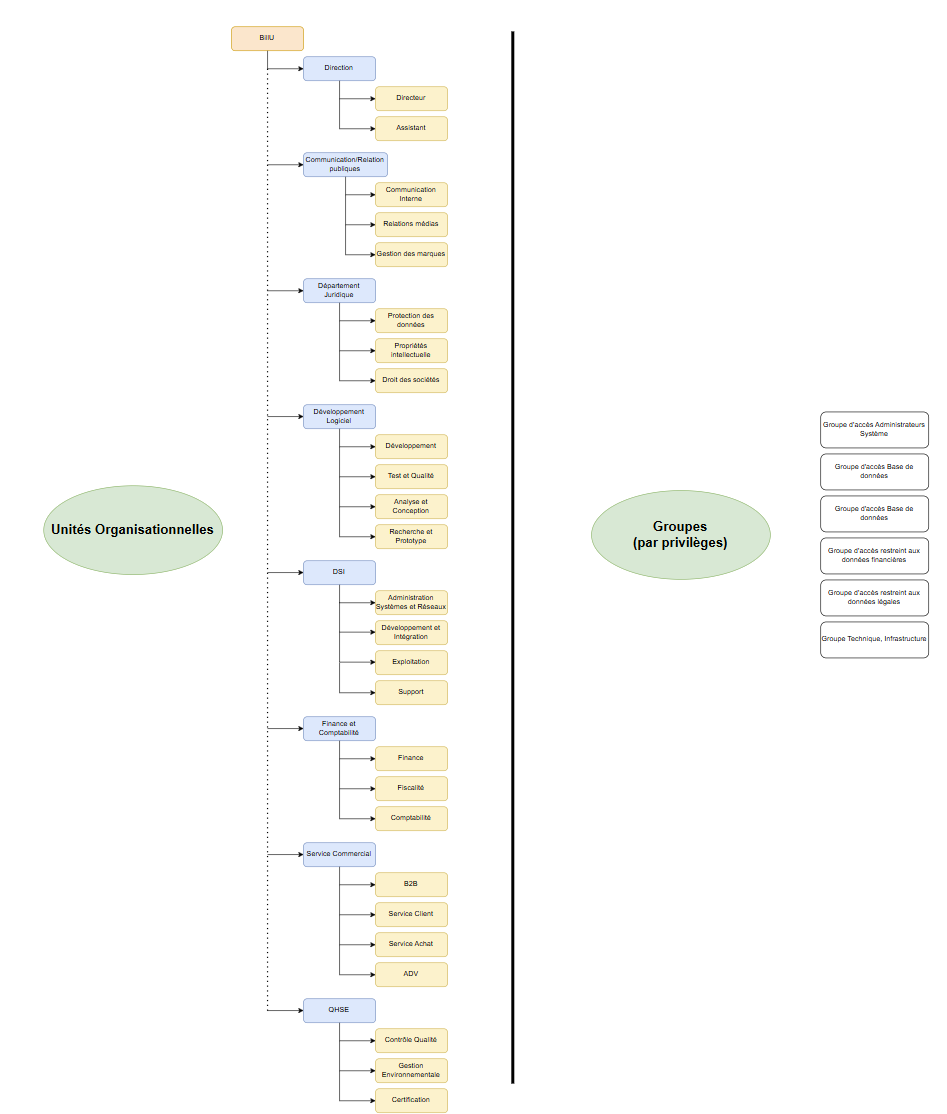 BillU
Direction
Directeur
Assistant
Communication/Relation
publiques
Communication
Interne
Relations médias
Gestion des marques
Département
Juridique
Protection des
données
Propriétés
intellectuelle
Droit des sociétés
Développement
Logiciel
Développement
Test et Qualité
Analyse et
Conception
Recherche et
Prototype
DSI
Administration
Systèmes et Réseaux
Développement et
Intégration
Exploitation
Support
Finance et
Comptabilité
Finance
Fiscalité
Comptabilité
Service Commercial
B2B
Service Client
Service Achat
ADV
QHSE
Contrôle Qualité
Gestion
Environnementale
Certification
Unités Organisationnelles
Groupes
(par privilèges)
Groupe d'accès Administrateurs
Système
Groupe d'accès Base de
données
Groupe d'accès Base de
données
Groupe d'accès restreint aux
données financières
Groupe d'accès restreint aux
données légales
Groupe Technique, Infrastructure